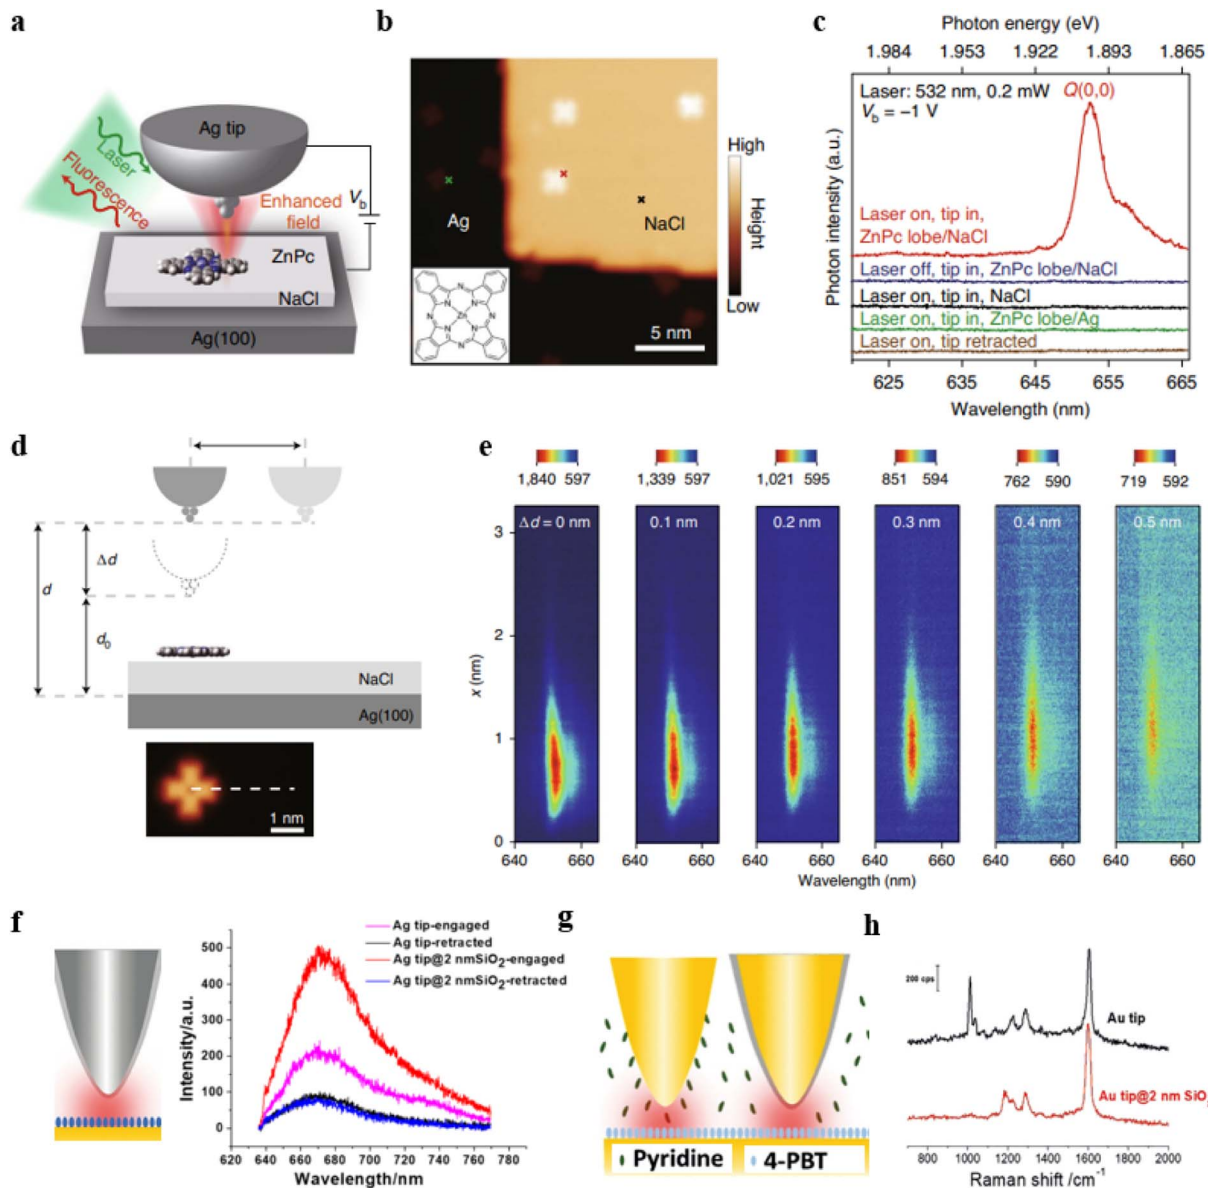 a
Ag tip
Laser
Fluorescence
Enhanced
field
V_b
ZnPc
NaCl
Ag(100)
b
Ag
NaCl
5 nm
High
Height
Low
N
N
N
N
Zn
N
N
N
N
c
Photon energy (eV)
1.984 1.953 1.922 1.893 1.865
Laser: 532 nm, 0.2 mW Q(0,0)
V_b = −1 V
Laser on, tip in,
ZnPc lobe/NaCl
Laser off, tip in, ZnPc lobe/NaCl
Laser on, tip in, NaCl
Laser on, tip in, ZnPc lobe/Ag
Laser on, tip retracted
Photon intensity (a.u.)
625 635 645 655 665
Wavelength (nm)
d
Δd
d
d_0
NaCl
Ag(100)
1 nm
e
1,840 597 1,339 597 1,021 595 851 594 762 590 719 592
Δd = 0 nm 0.1 nm 0.2 nm 0.3 nm 0.4 nm 0.5 nm
3
2
1
0
x (nm)
640 660 640 660 640 660 640 660 640 660 640 660
Wavelength (nm)
f
Ag tip-engaged
Ag tip-retracted
Ag tip@2 nmSiO₂-engaged
Ag tip@2 nmSiO₂-retracted
500
400
300
200
100
0
Intensity/a.u.
620 640 660 680 700 720 740 760 780
Wavelength/nm
g
Pyridine 4-PBT
h
200 cps
Au tip
Au tip@2 nm SiO₂
800 1000 1200 1400 1600 1800 2000
Raman shift /cm⁻¹